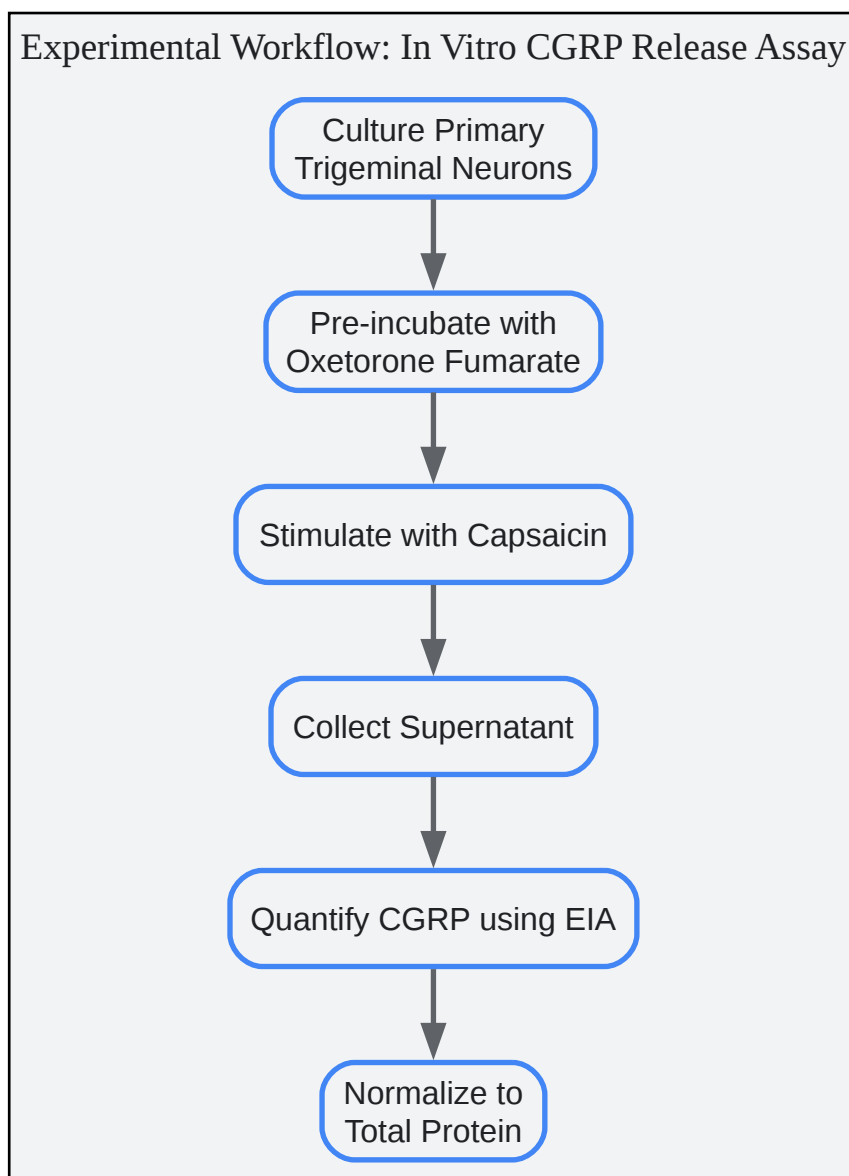 Experimental Workflow: In Vitro CGRP Release Assay
Culture Primary
Trigeminal Neurons
Pre-incubate with
Oxetorone Fumarate
Stimulate with Capsaicin
Collect Supernatant
Quantify CGRP using EIA
Normalize to
Total Protein